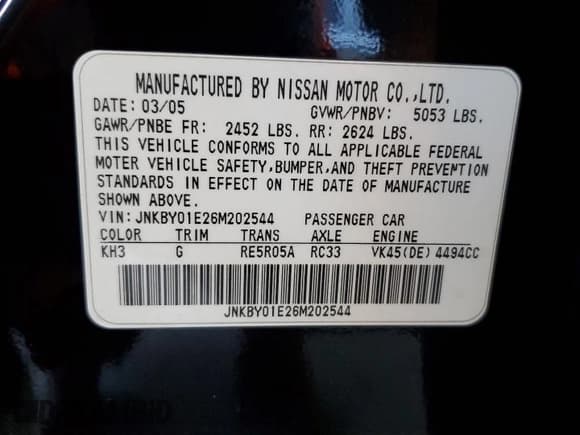 MANUFACTURED BY NISSAN MOTOR CO.,LTD.
DATE: 03/05 GVWR/PNBV: 5053 LBS.
GAWR/PNBE FR: 2452 LBS. RR: 2624 LBS.
THIS VEHICLE CONFORMS TO ALL APPLICABLE FEDERAL
MOTER VEHICLE SAFETY,BUMPER,AND THEFT PREVENTION
STANDARDS IN EFFECT ON THE DATE OF MANUFACTURE
SHOWN ABOVE.
VIN: JNKBY01E26M202544 PASSENGER CAR
COLOR TRIM TRANS AXLE ENGINE
KH3 G RE5R05A RC33 VK45(DE) 4494CC
JNKBY01E26M202544